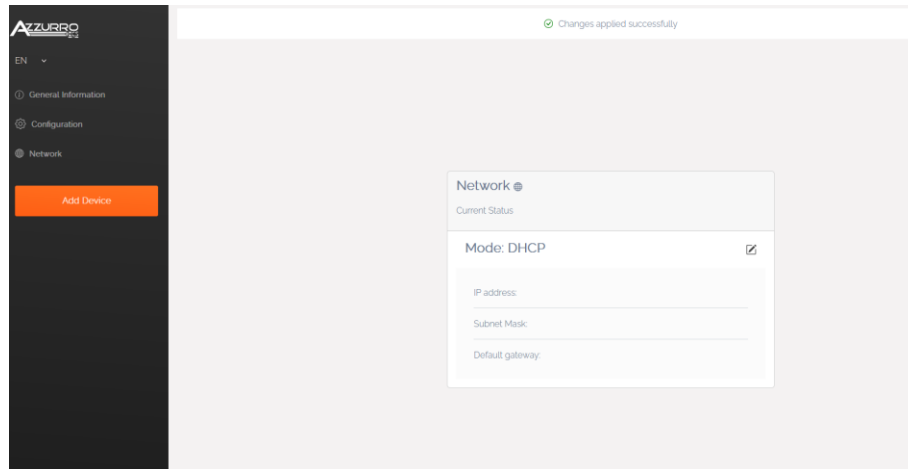 AZZURRO
Changes applied successfully
EN
General Information
Configuration
Network
Add Device
Network
Current Status
Mode: DHCP
IP address:
Subnet Mask:
Default gateway: